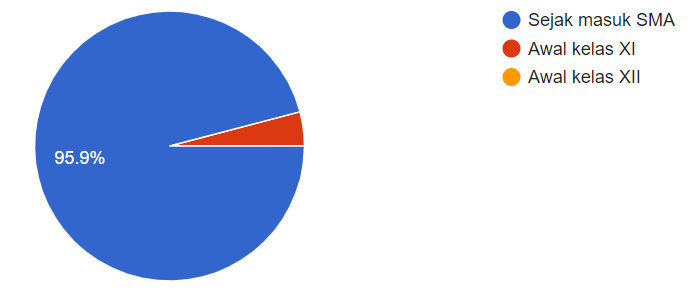 Sejak masuk SMA
Awal kelas XI
Awal kelas XII
95.9%